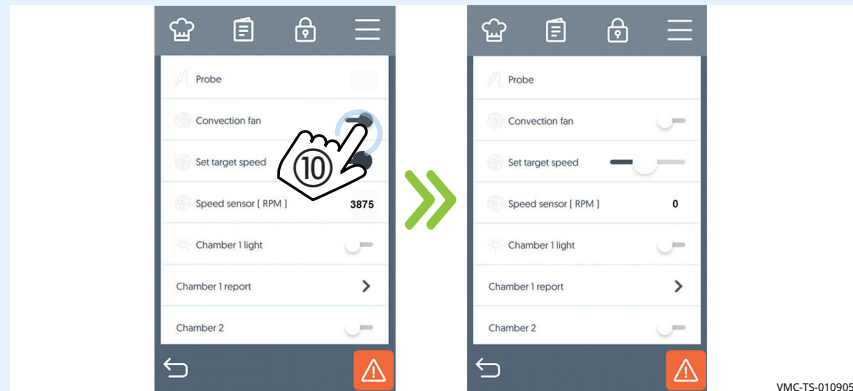 Probe
Convection fan
Set target speed
10
Speed sensor ( RPM ) 3875
Chamber 1 light
Chamber 1 report
Chamber 2
Probe
Convection fan
Set target speed
Speed sensor ( RPM ) 0
Chamber 1 light
Chamber 1 report
Chamber 2
VMC-TS-010905